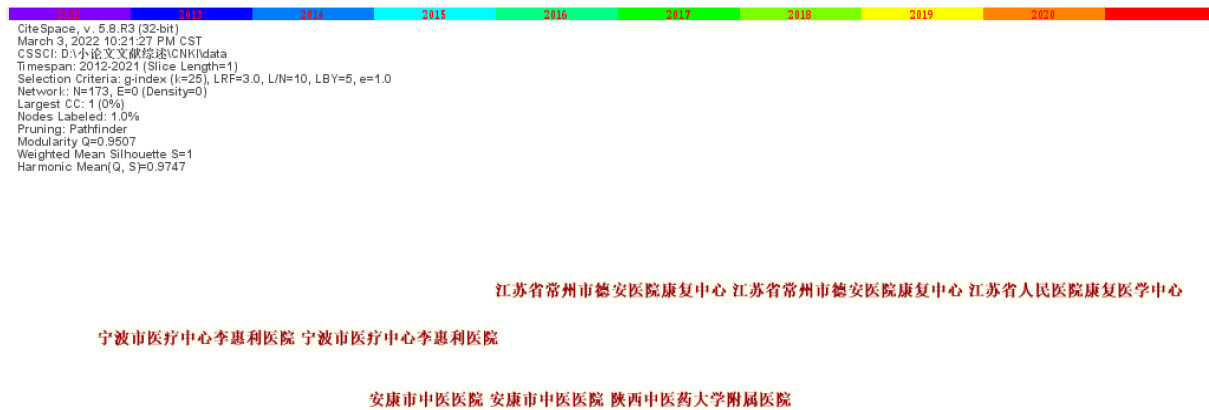 2012 2013 2014 2015 2016 2017 2018 2019 2020
CiteSpace, v. 5.8.R3 (32-bit)
March 3, 2022 10:21:27 PM CST
CSSCI: D:\小论文文献综述\CNKI\data
Timespan: 2012-2021 (Slice Length=1)
Selection Criteria: g-index (k=25), LRF=3.0, L/N=10, LBY=5, e=1.0
Network: N=173, E=0 (Density=0)
Largest CC: 1 (0%)
Nodes Labeled: 1.0%
Pruning: Pathfinder
Modularity Q=0.9507
Weighted Mean Silhouette S=1
Harmonic Mean(Q, S)=0.9747
江苏省常州市德安医院康复中心 江苏省常州市德安医院康复中心 江苏省人民医院康复医学中心
宁波市医疗中心李惠利医院 宁波市医疗中心李惠利医院
安康市中医医院 安康市中医医院 陕西中医药大学附属医院